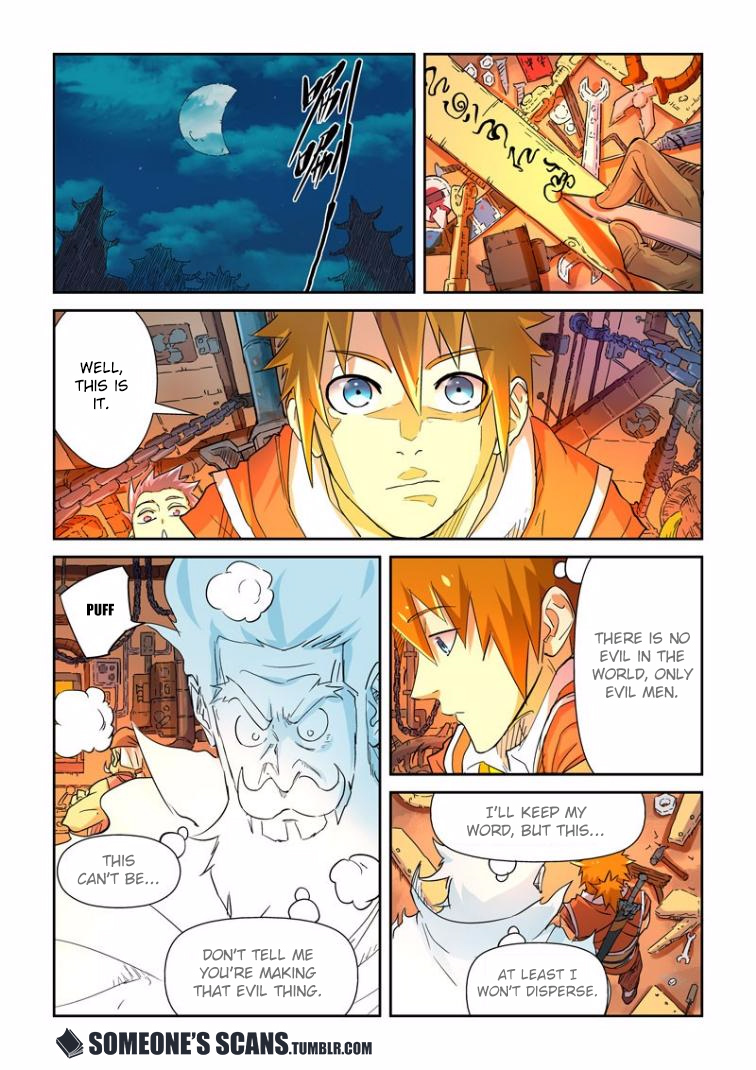 唰
唰
WELL,
THIS IS
IT.
PUFF
THIS
CAN'T BE...
DON'T TELL ME
YOU'RE MAKING
THAT EVIL THING.
THERE IS NO
EVIL IN THE
WORLD, ONLY
EVIL MEN.
I'LL KEEP MY
WORD, BUT THIS...
AT LEAST I
WON'T DISPERSE.
SOMEONE'S SCANS.TUMBLR.COM